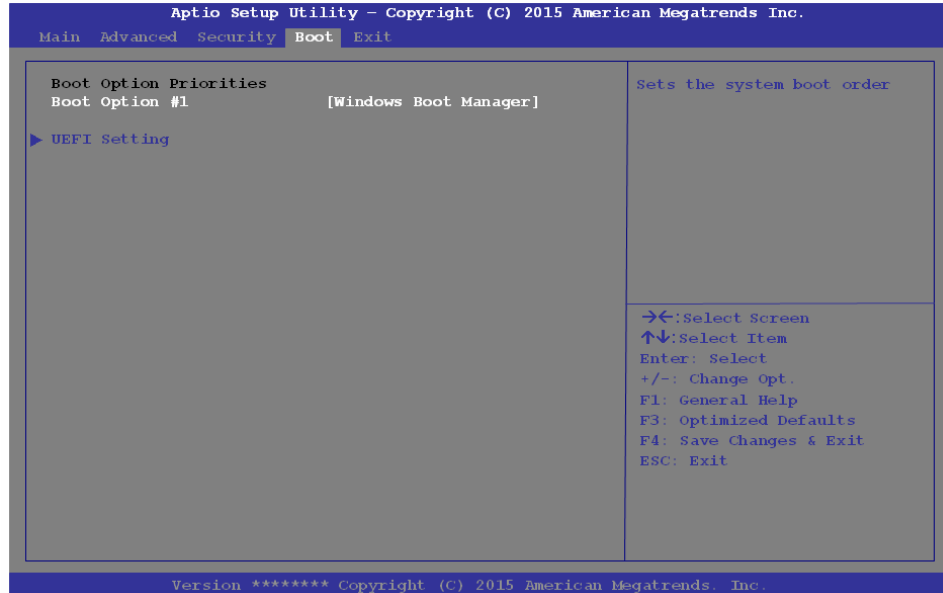 Aptio Setup Utility – Copyright (C) 2015 American Megatrends Inc.
Main Advanced Security Boot Exit
Boot Option Priorities
Boot Option #1 [Windows Boot Manager]
▶ UEFI Setting
Sets the system boot order
→←:Select Screen
↑↓:Select Item
Enter: Select
+/-: Change Opt.
F1: General Help
F3: Optimized Defaults
F4: Save Changes & Exit
ESC: Exit
Version ******** Copyright (C) 2015 American Megatrends. Inc.